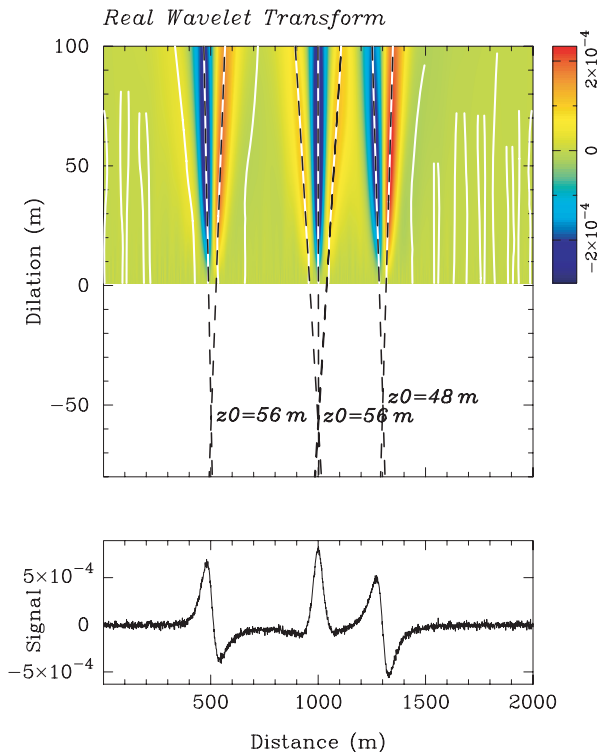 Real Wavelet Transform
100
50
0
−50
Dilation (m)
2×10⁻⁴
0
−2×10⁻⁴
z0=56 m
z0=56 m
z0=48 m
5×10⁻⁴
0
−5×10⁻⁴
Signal
500
1000
1500
2000
Distance (m)